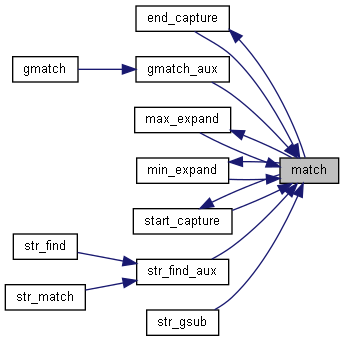 end_capture
gmatch
gmatch_aux
max_expand
min_expand
match
start_capture
str_find
str_find_aux
str_match
str_gsub